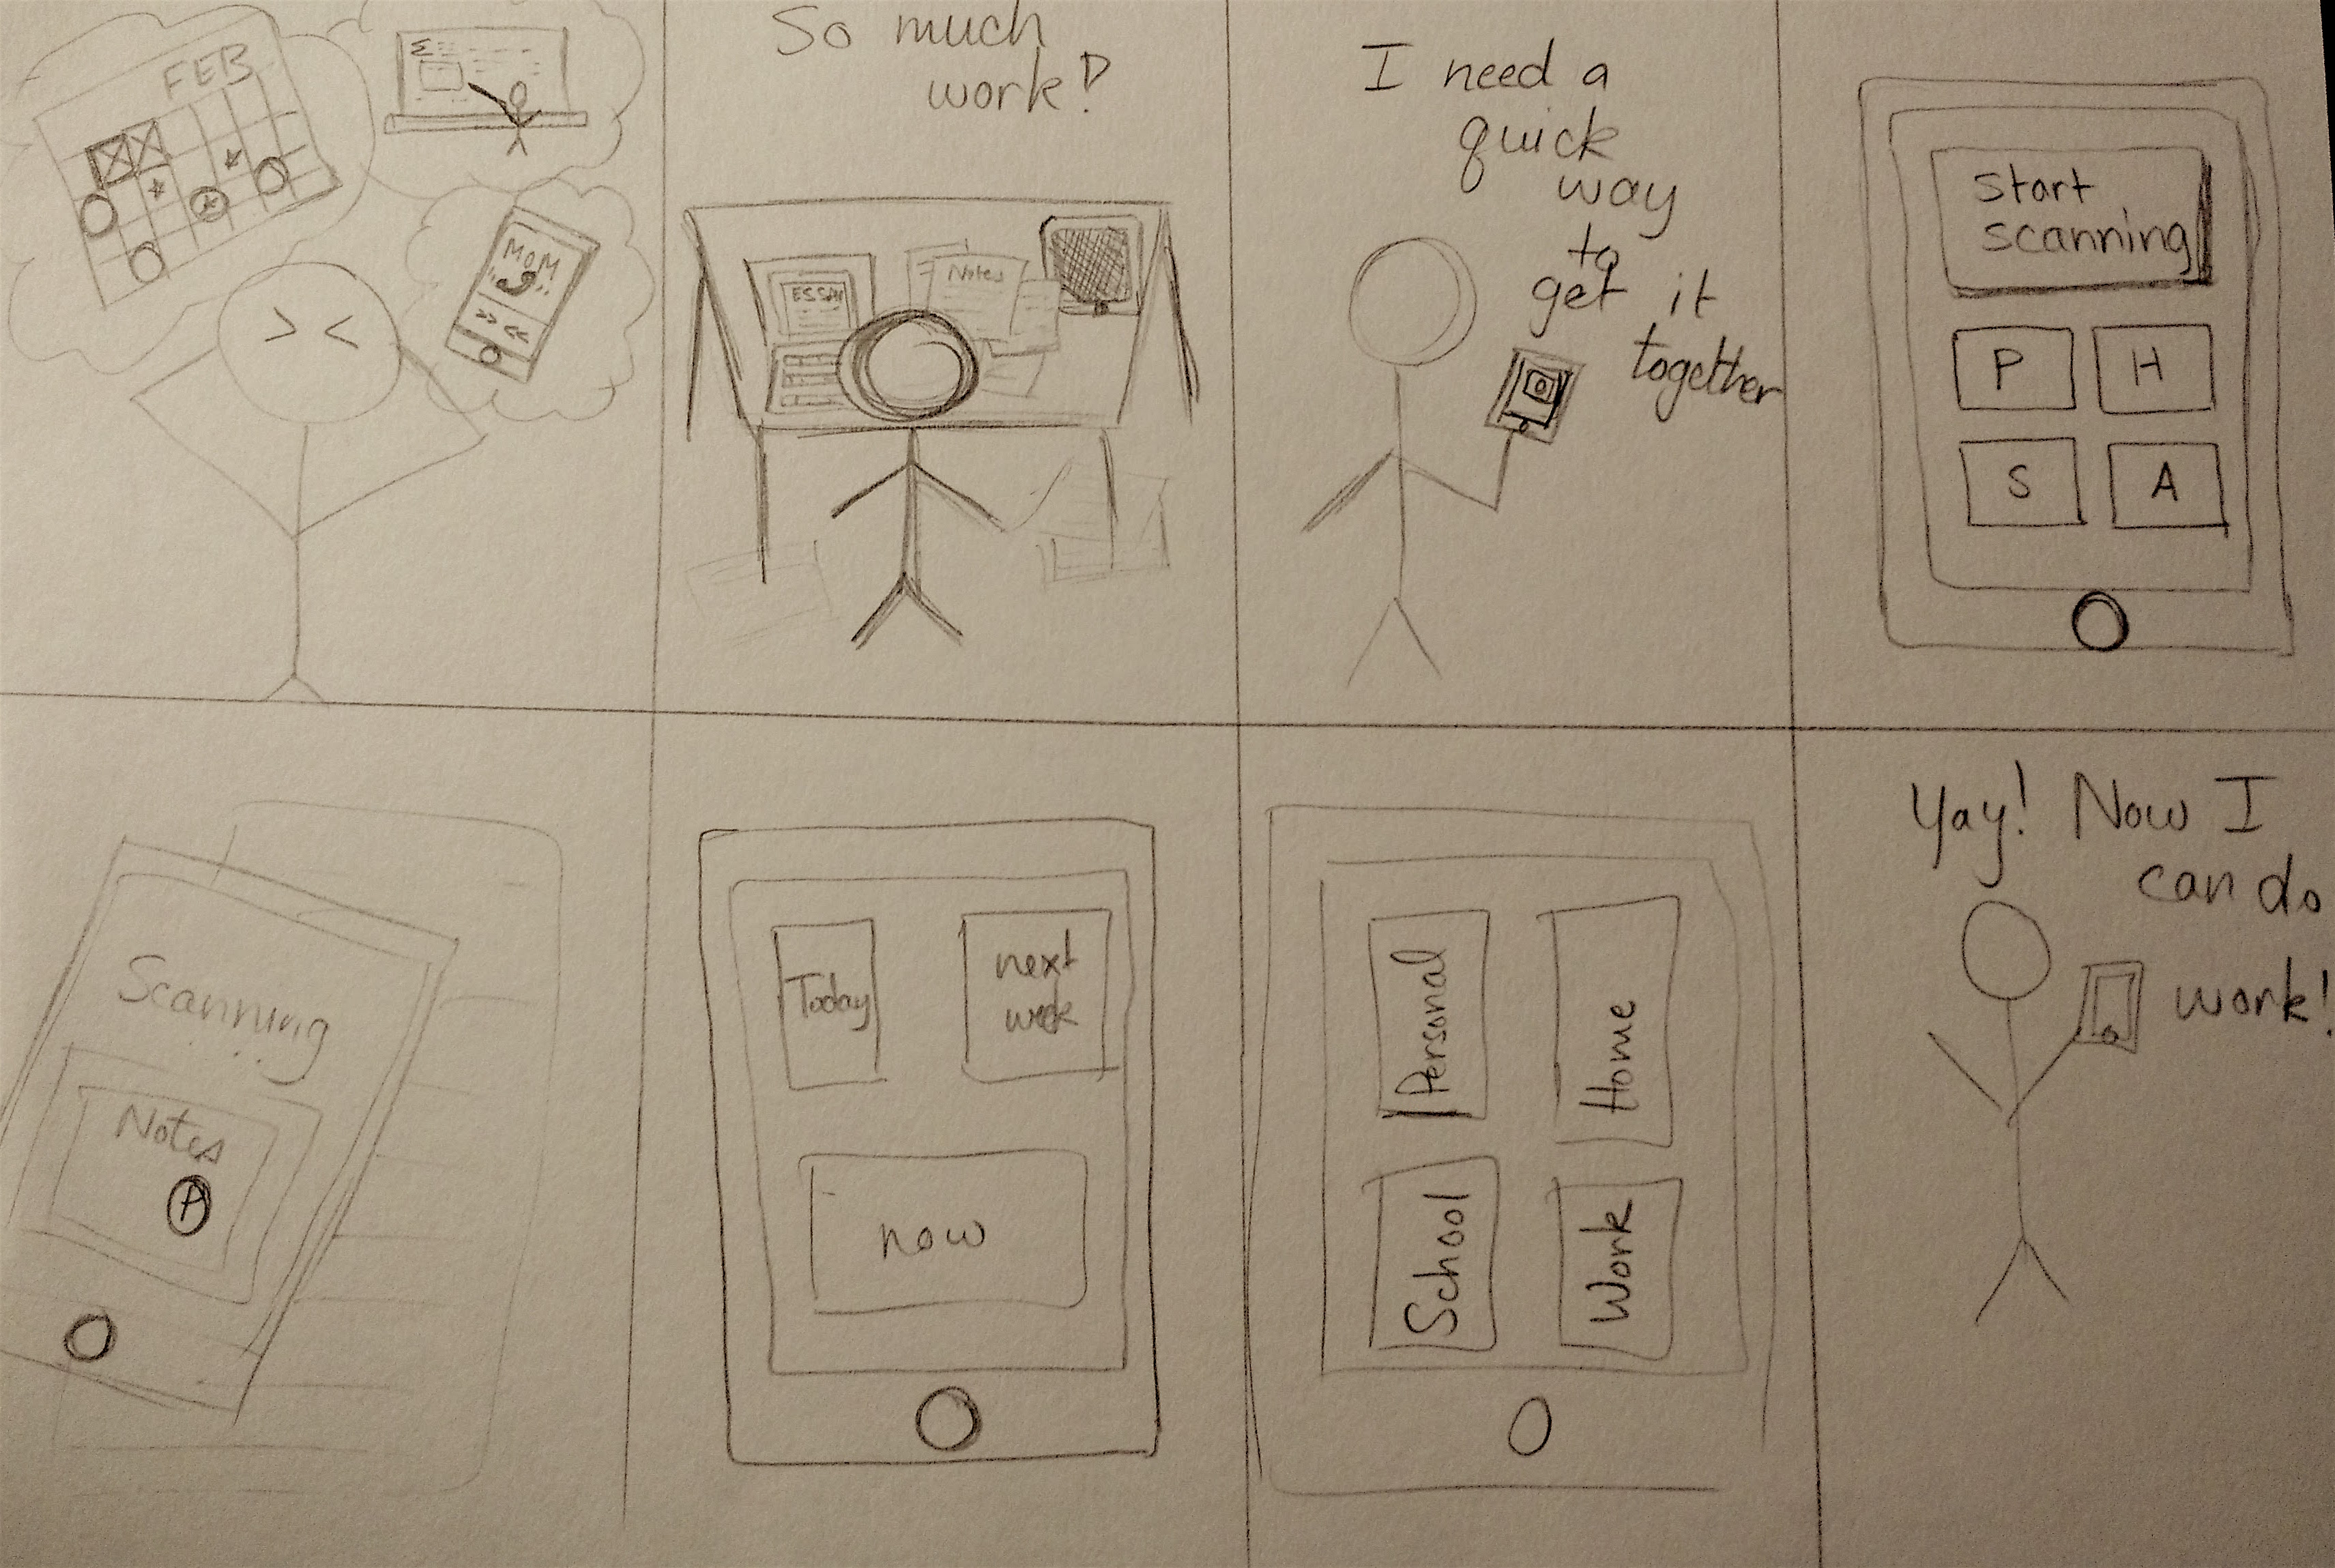 FEB
MOM
So much
work!
ESSAY
Notes
I need a
quick
way
to
get it
together
Start
scanning
P H
S A
Scanning
...
Notes
Today
next
week
now
Personal
Home
School
Work
Yay! Now I
can do
work!